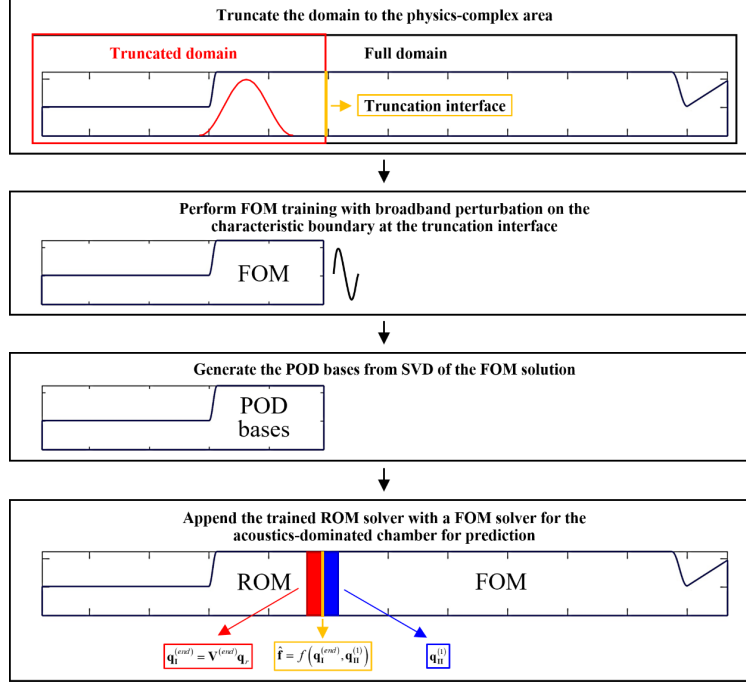 Truncate the domain to the physics-complex area
Truncated domain
Full domain
Truncation interface
Perform FOM training with broadband perturbation on the
characteristic boundary at the truncation interface
FOM
Generate the POD bases from SVD of the FOM solution
POD
bases
Append the trained ROM solver with a FOM solver for the
acoustics-dominated chamber for prediction
ROM
FOM
q_I^{(end)} = V^{(end)} q_r
f̂ = f(q_I^{(end)}, q_II^{(1)})
q_II^{(1)}